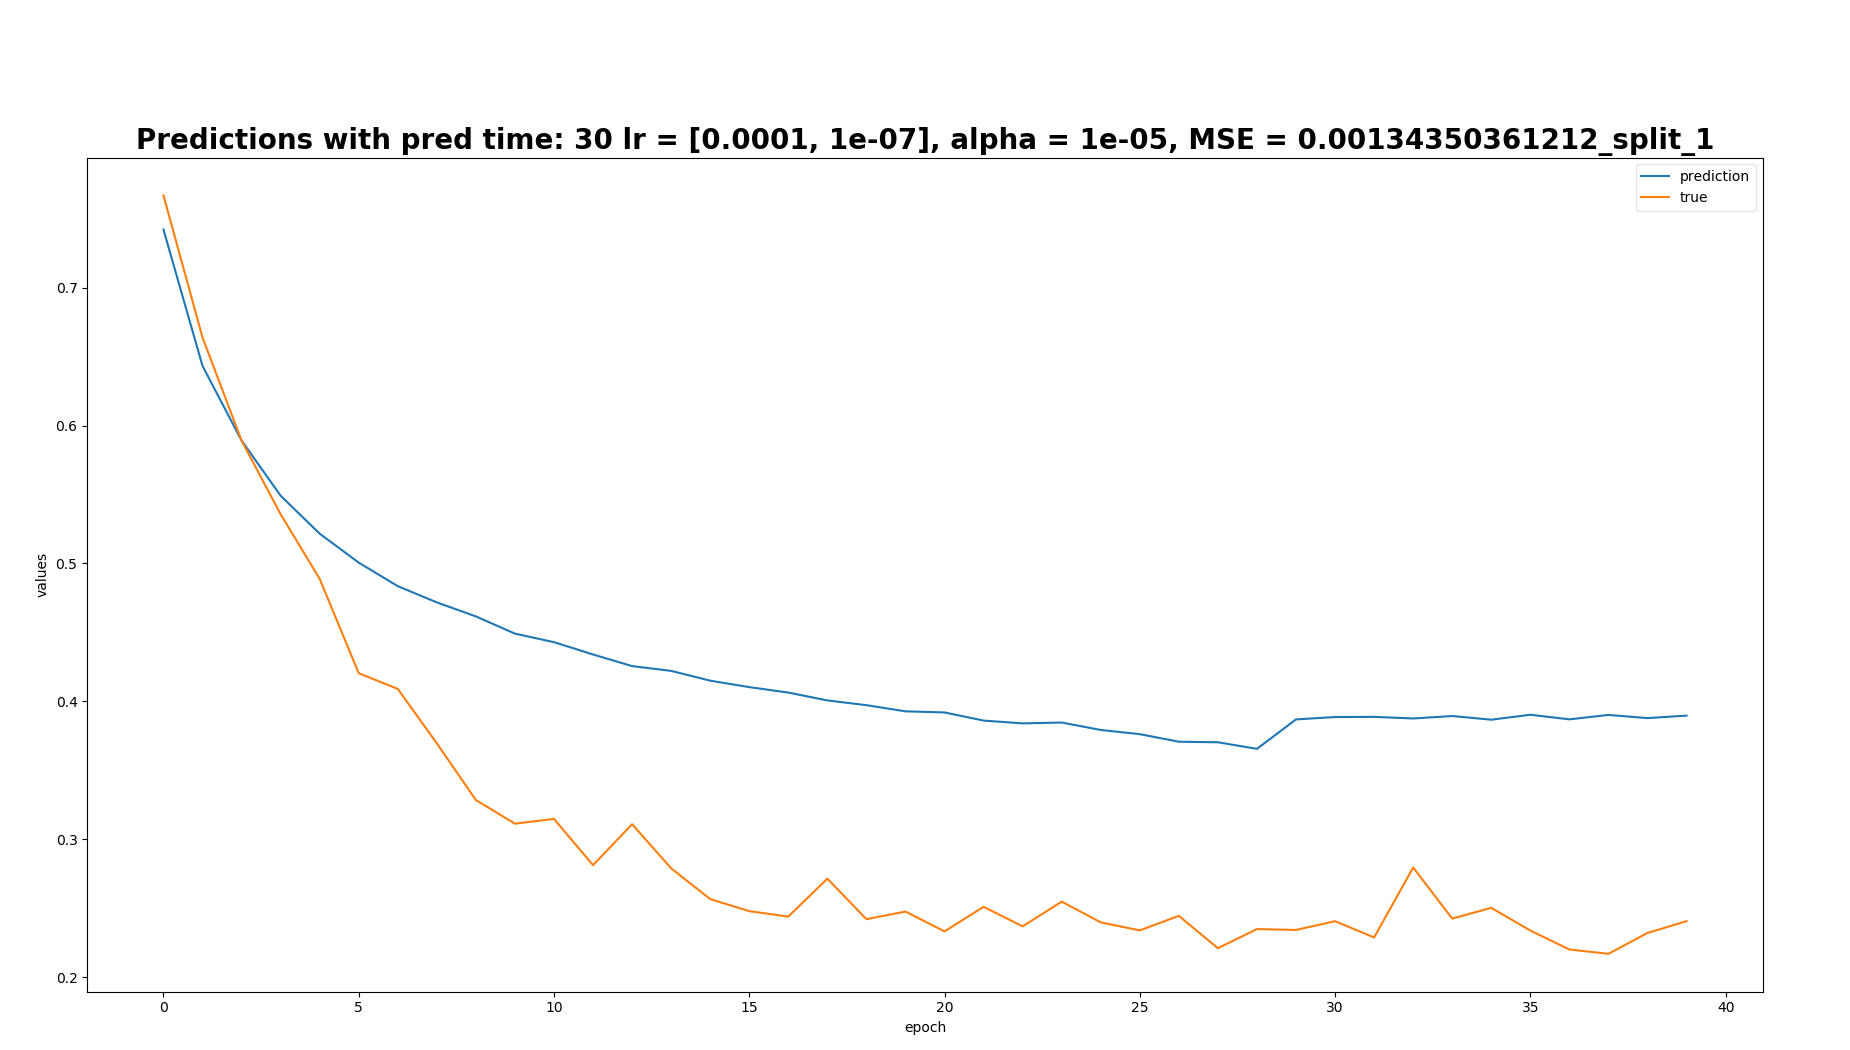 Predictions with pred time: 30 lr = [0.0001, 1e-07], alpha = 1e-05, MSE = 0.00134350361212_split_1
prediction
true
values
0.7
0.6
0.5
0.4
0.3
0.2
0 5 10 15 20 25 30 35 40
epoch